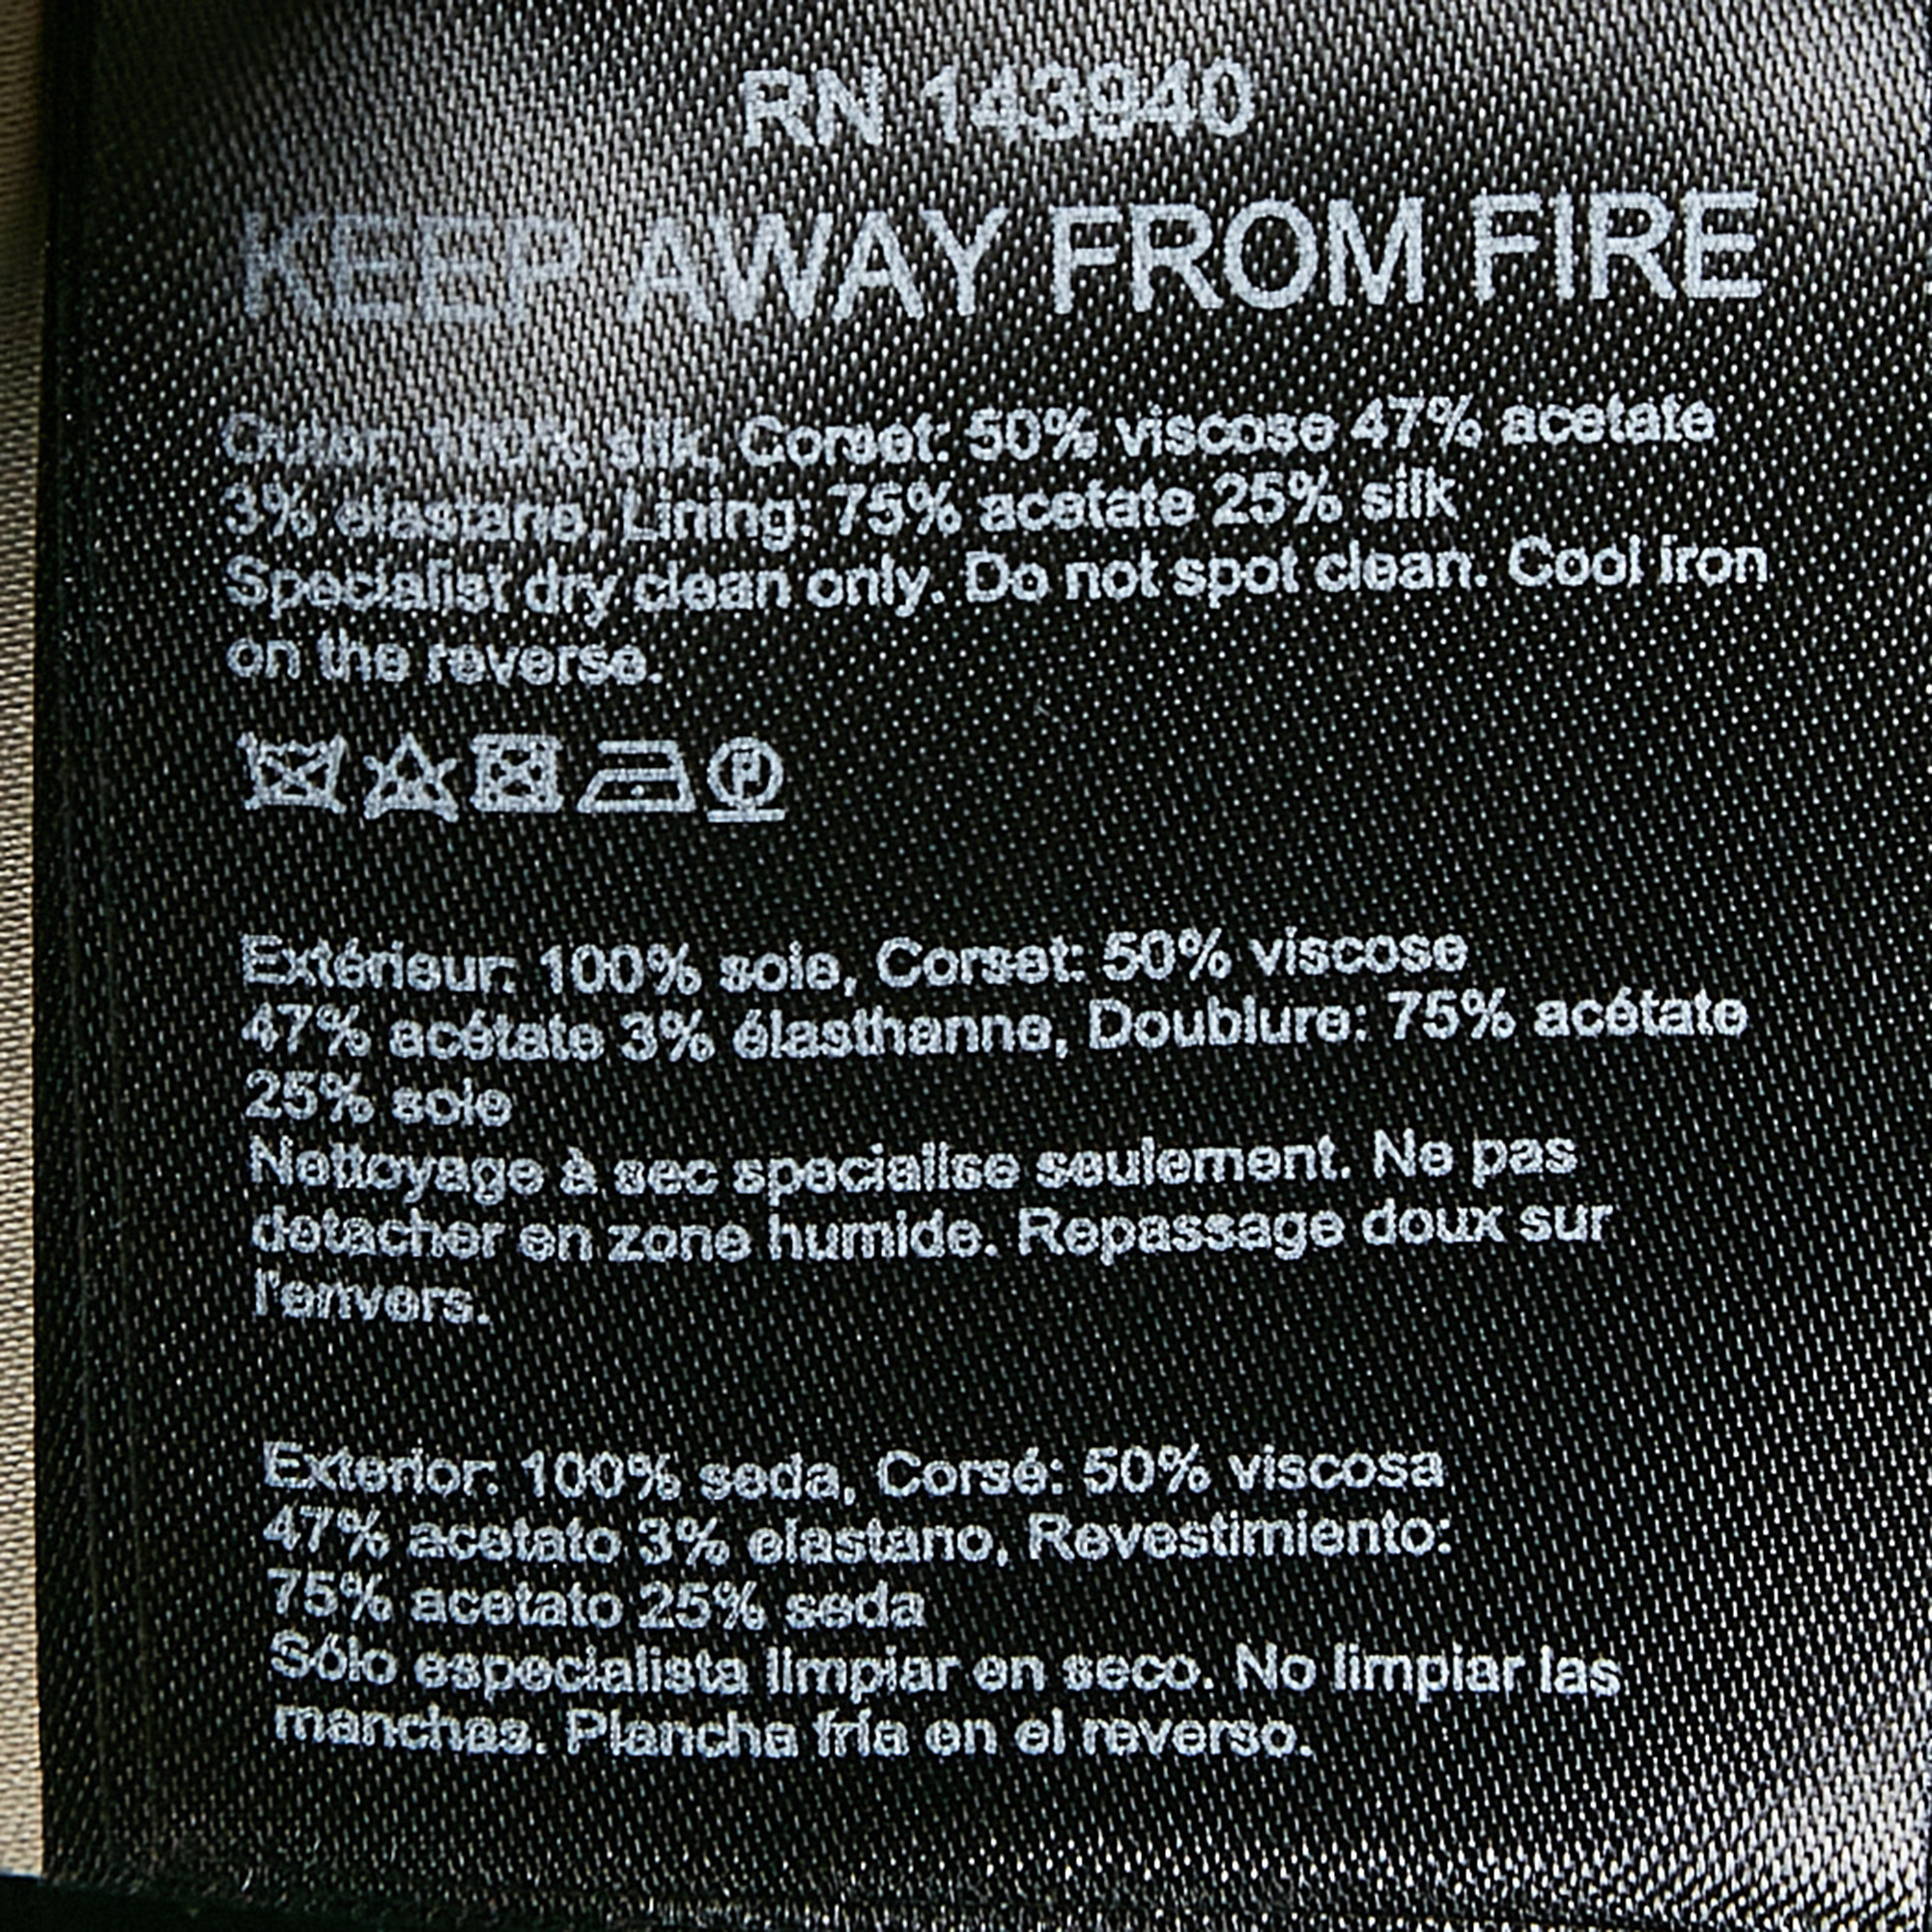 RN 143940
KEEP AWAY FROM FIRE
Outer: 100% silk, Corset: 50% viscose 47% acetate
3% elastane, Lining: 75% acetate 25% silk
Specialist dry clean only. Do not spot clean. Cool iron
on the reverse.
P
Extérieur: 100% soie, Corset: 50% viscose
47% acétate 3% élasthanne, Doublure: 75% acétate
25% soie
Nettoyage à sec specialise seulement. Ne pas
detacher en zone humide. Repassage doux sur
l'envers.
Exterior: 100% seda, Corsé: 50% viscosa
47% acetato 3% elastano, Revestimiento:
75% acetato 25% seda
Sólo especialista limpiar en seco. No limpiar las
manchas. Plancha fría en el reverso.